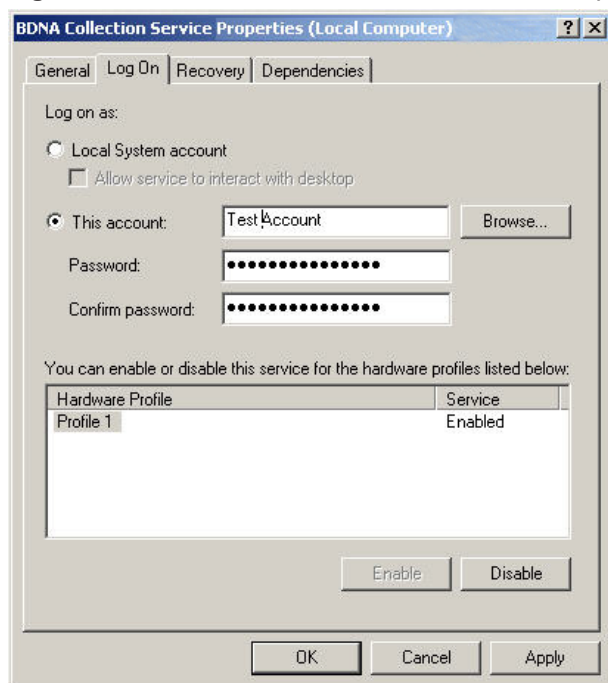 BDNA Collection Service Properties (Local Computer)
General Log On Recovery Dependencies
Log on as:
Local System account
Allow service to interact with desktop
This account: Test Account Browse...
Password: ●●●●●●●●●●●●●●●
Confirm password: ●●●●●●●●●●●●●●●
You can enable or disable this service for the hardware profiles listed below:
Hardware Profile Service
Profile 1 Enabled
Enable Disable
OK Cancel Apply